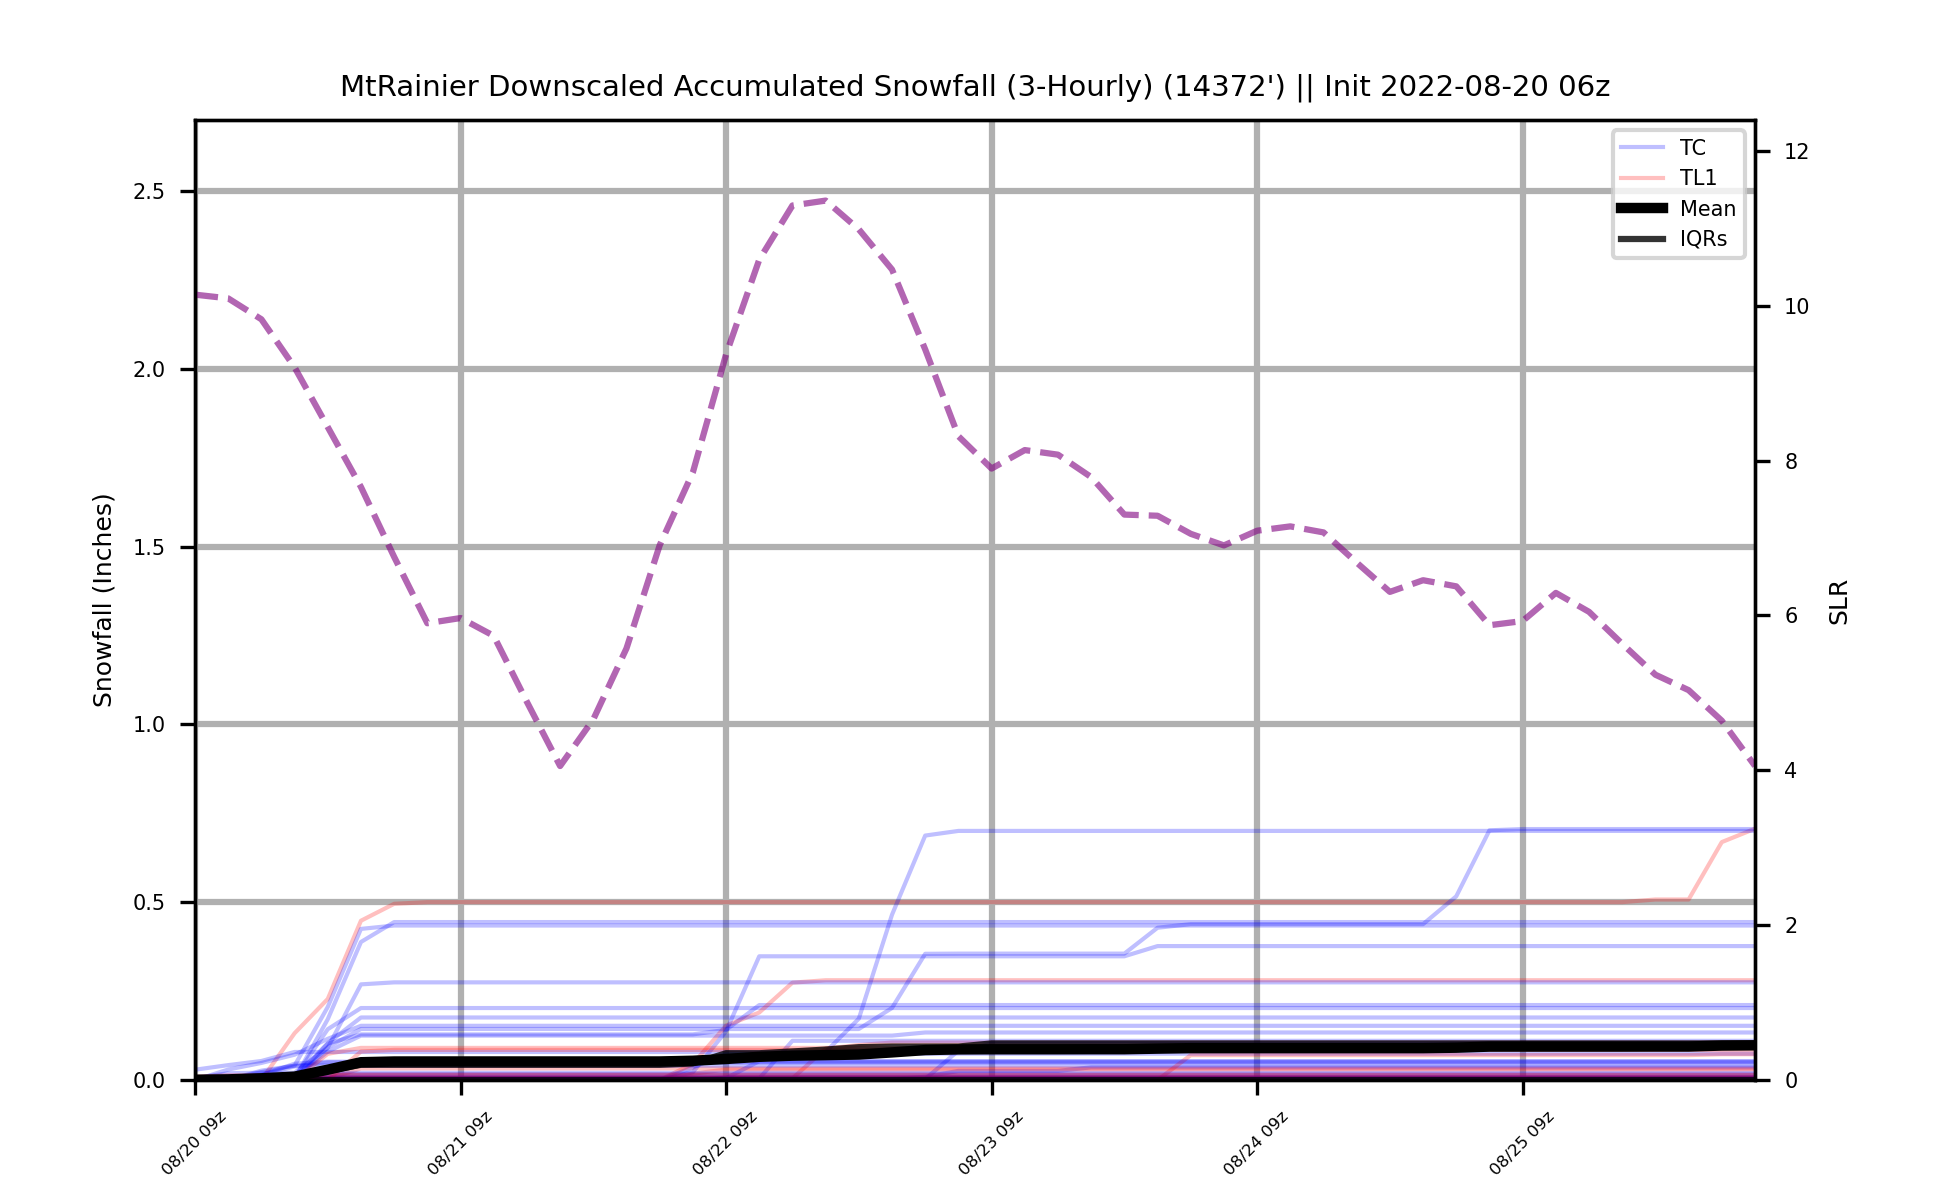 MtRainier Downscaled Accumulated Snowfall (3-Hourly) (14372') || Init 2022-08-20 06z
TC
TL1
Mean
IQRs
Snowfall (Inches)
2.5
2.0
1.5
1.0
0.5
0.0
12
10
8
6
4
2
0
SLR
08/20 09z
08/21 09z
08/22 09z
08/23 09z
08/24 09z
08/25 09z